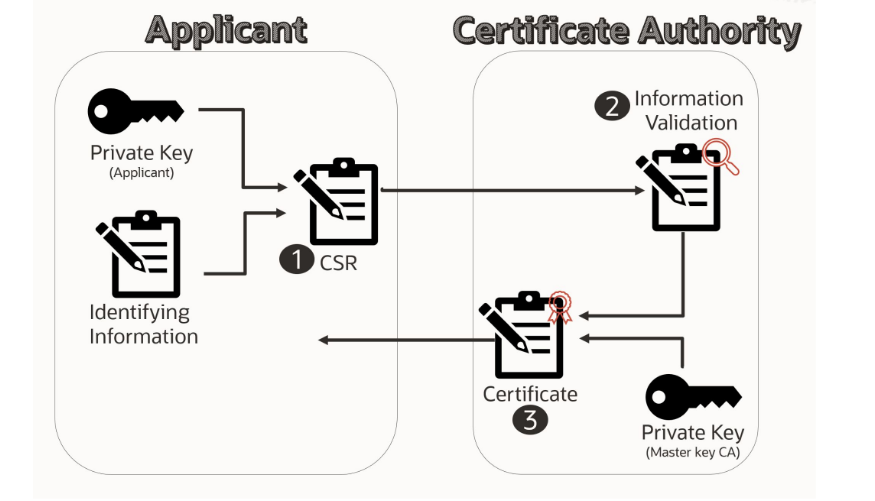 Applicant
Certificate Authority
Private Key
(Applicant)
Identifying
Information
1 CSR
2 Information
Validation
Certificate
3
Private Key
(Master key CA)